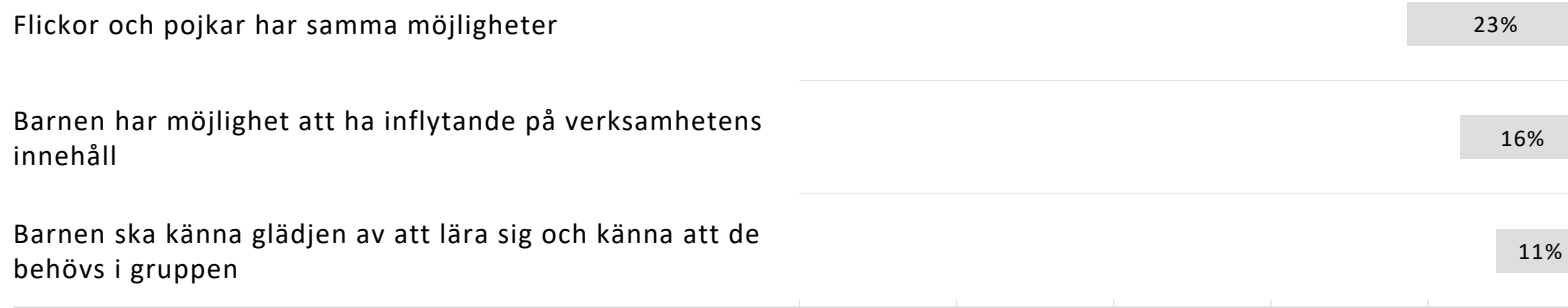 Flickor och pojkar har samma möjligheter
23%
Barnen har möjlighet att ha inflytande på verksamhetens
innehåll
16%
Barnen ska känna glädjen av att lära sig och känna att de
behövs i gruppen
11%